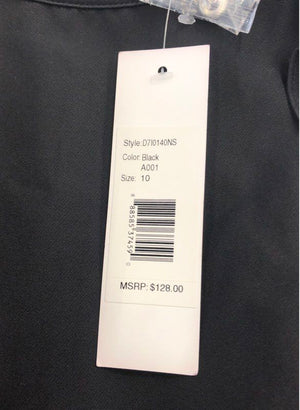 Style: D7I0140NS
Color: Black
A001
Size: 10
MSRP: $128.00